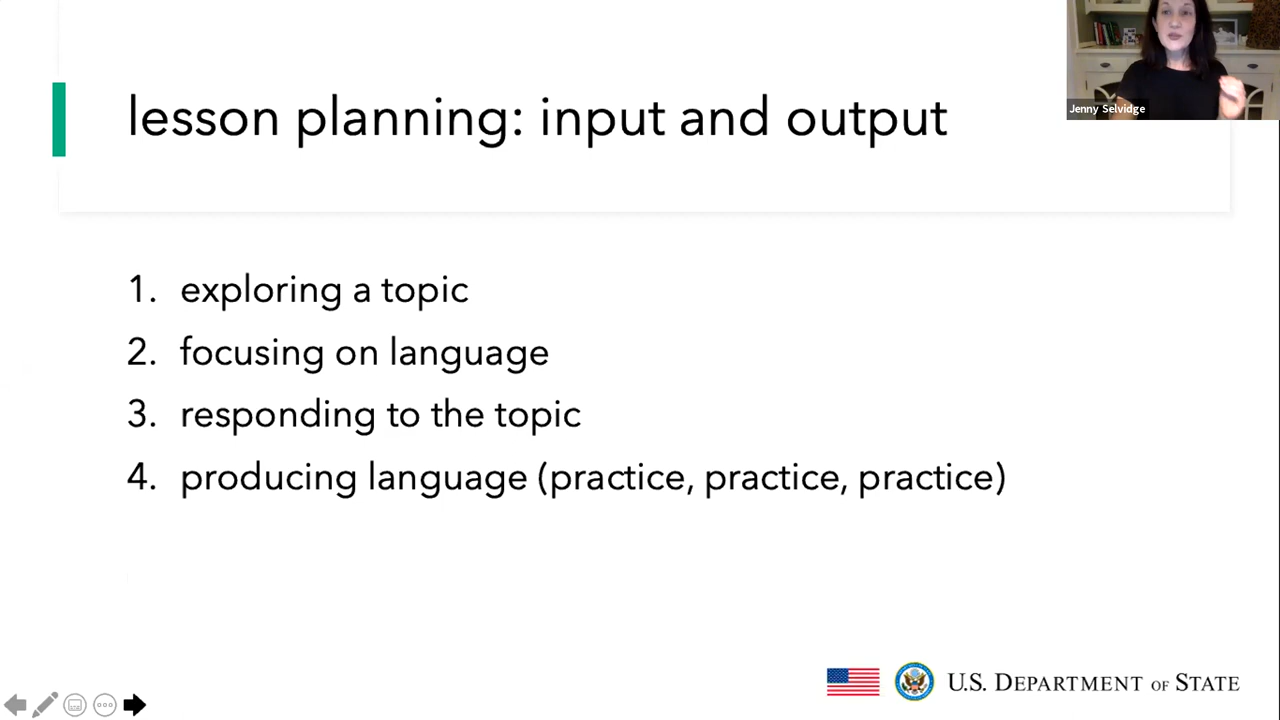 Jenny Selvidge
lesson planning: input and output
1. exploring a topic
2. focusing on language
3. responding to the topic
4. producing language (practice, practice, practice)
U.S. DEPARTMENT OF STATE